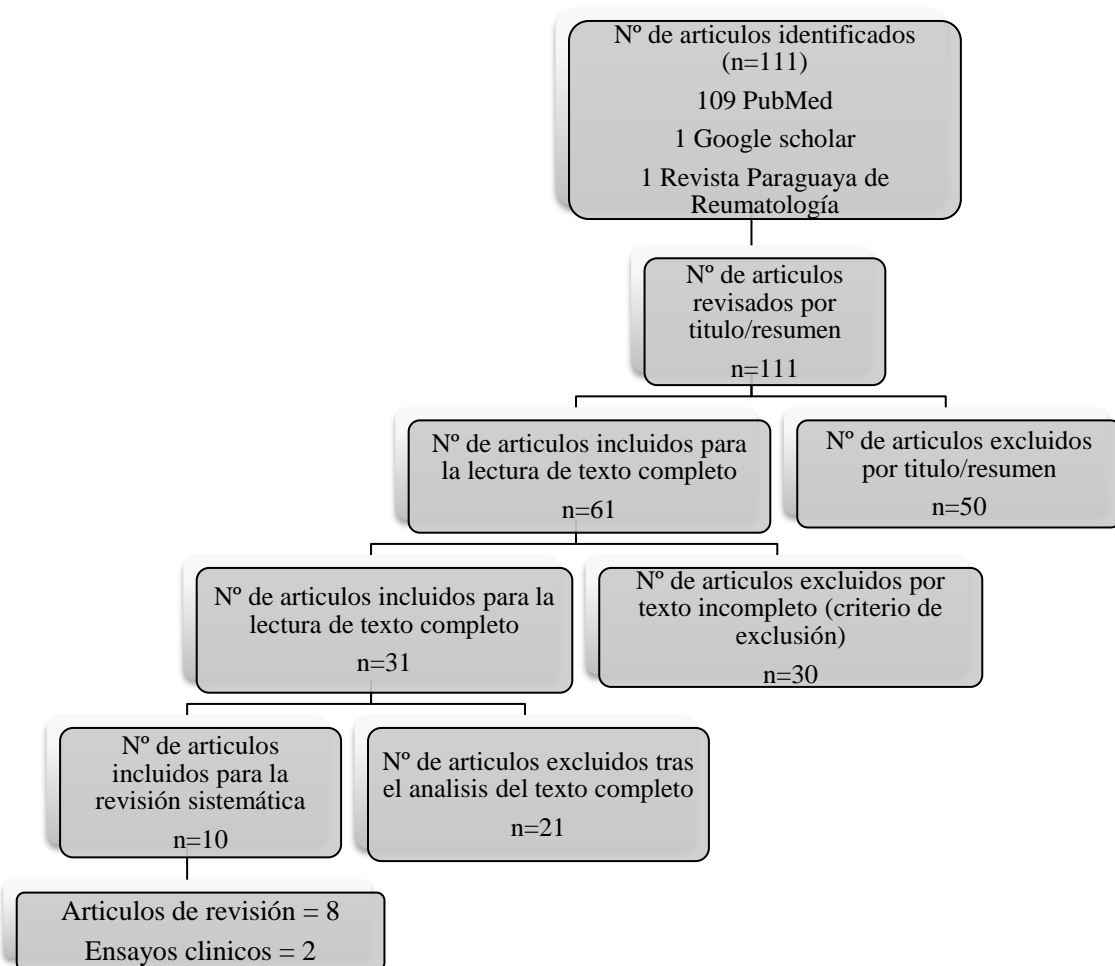 Nº de articulos identificados
(n=111)
109 PubMed
1 Google scholar
1 Revista Paraguaya de
Reumatología
Nº de articulos
revisados por
titulo/resumen
n=111
Nº de articulos incluidos para
la lectura de texto completo
n=61
Nº de articulos excluidos
por titulo/resumen
n=50
Nº de articulos incluidos para la
lectura de texto completo
n=31
Nº de articulos excluidos por
texto incompleto (criterio de
exclusión)
n=30
Nº de articulos
incluidos para la
revisión sistemática
n=10
Nº de articulos excluidos tras
el analisis del texto completo
n=21
Articulos de revisión = 8
Ensayos clinicos = 2